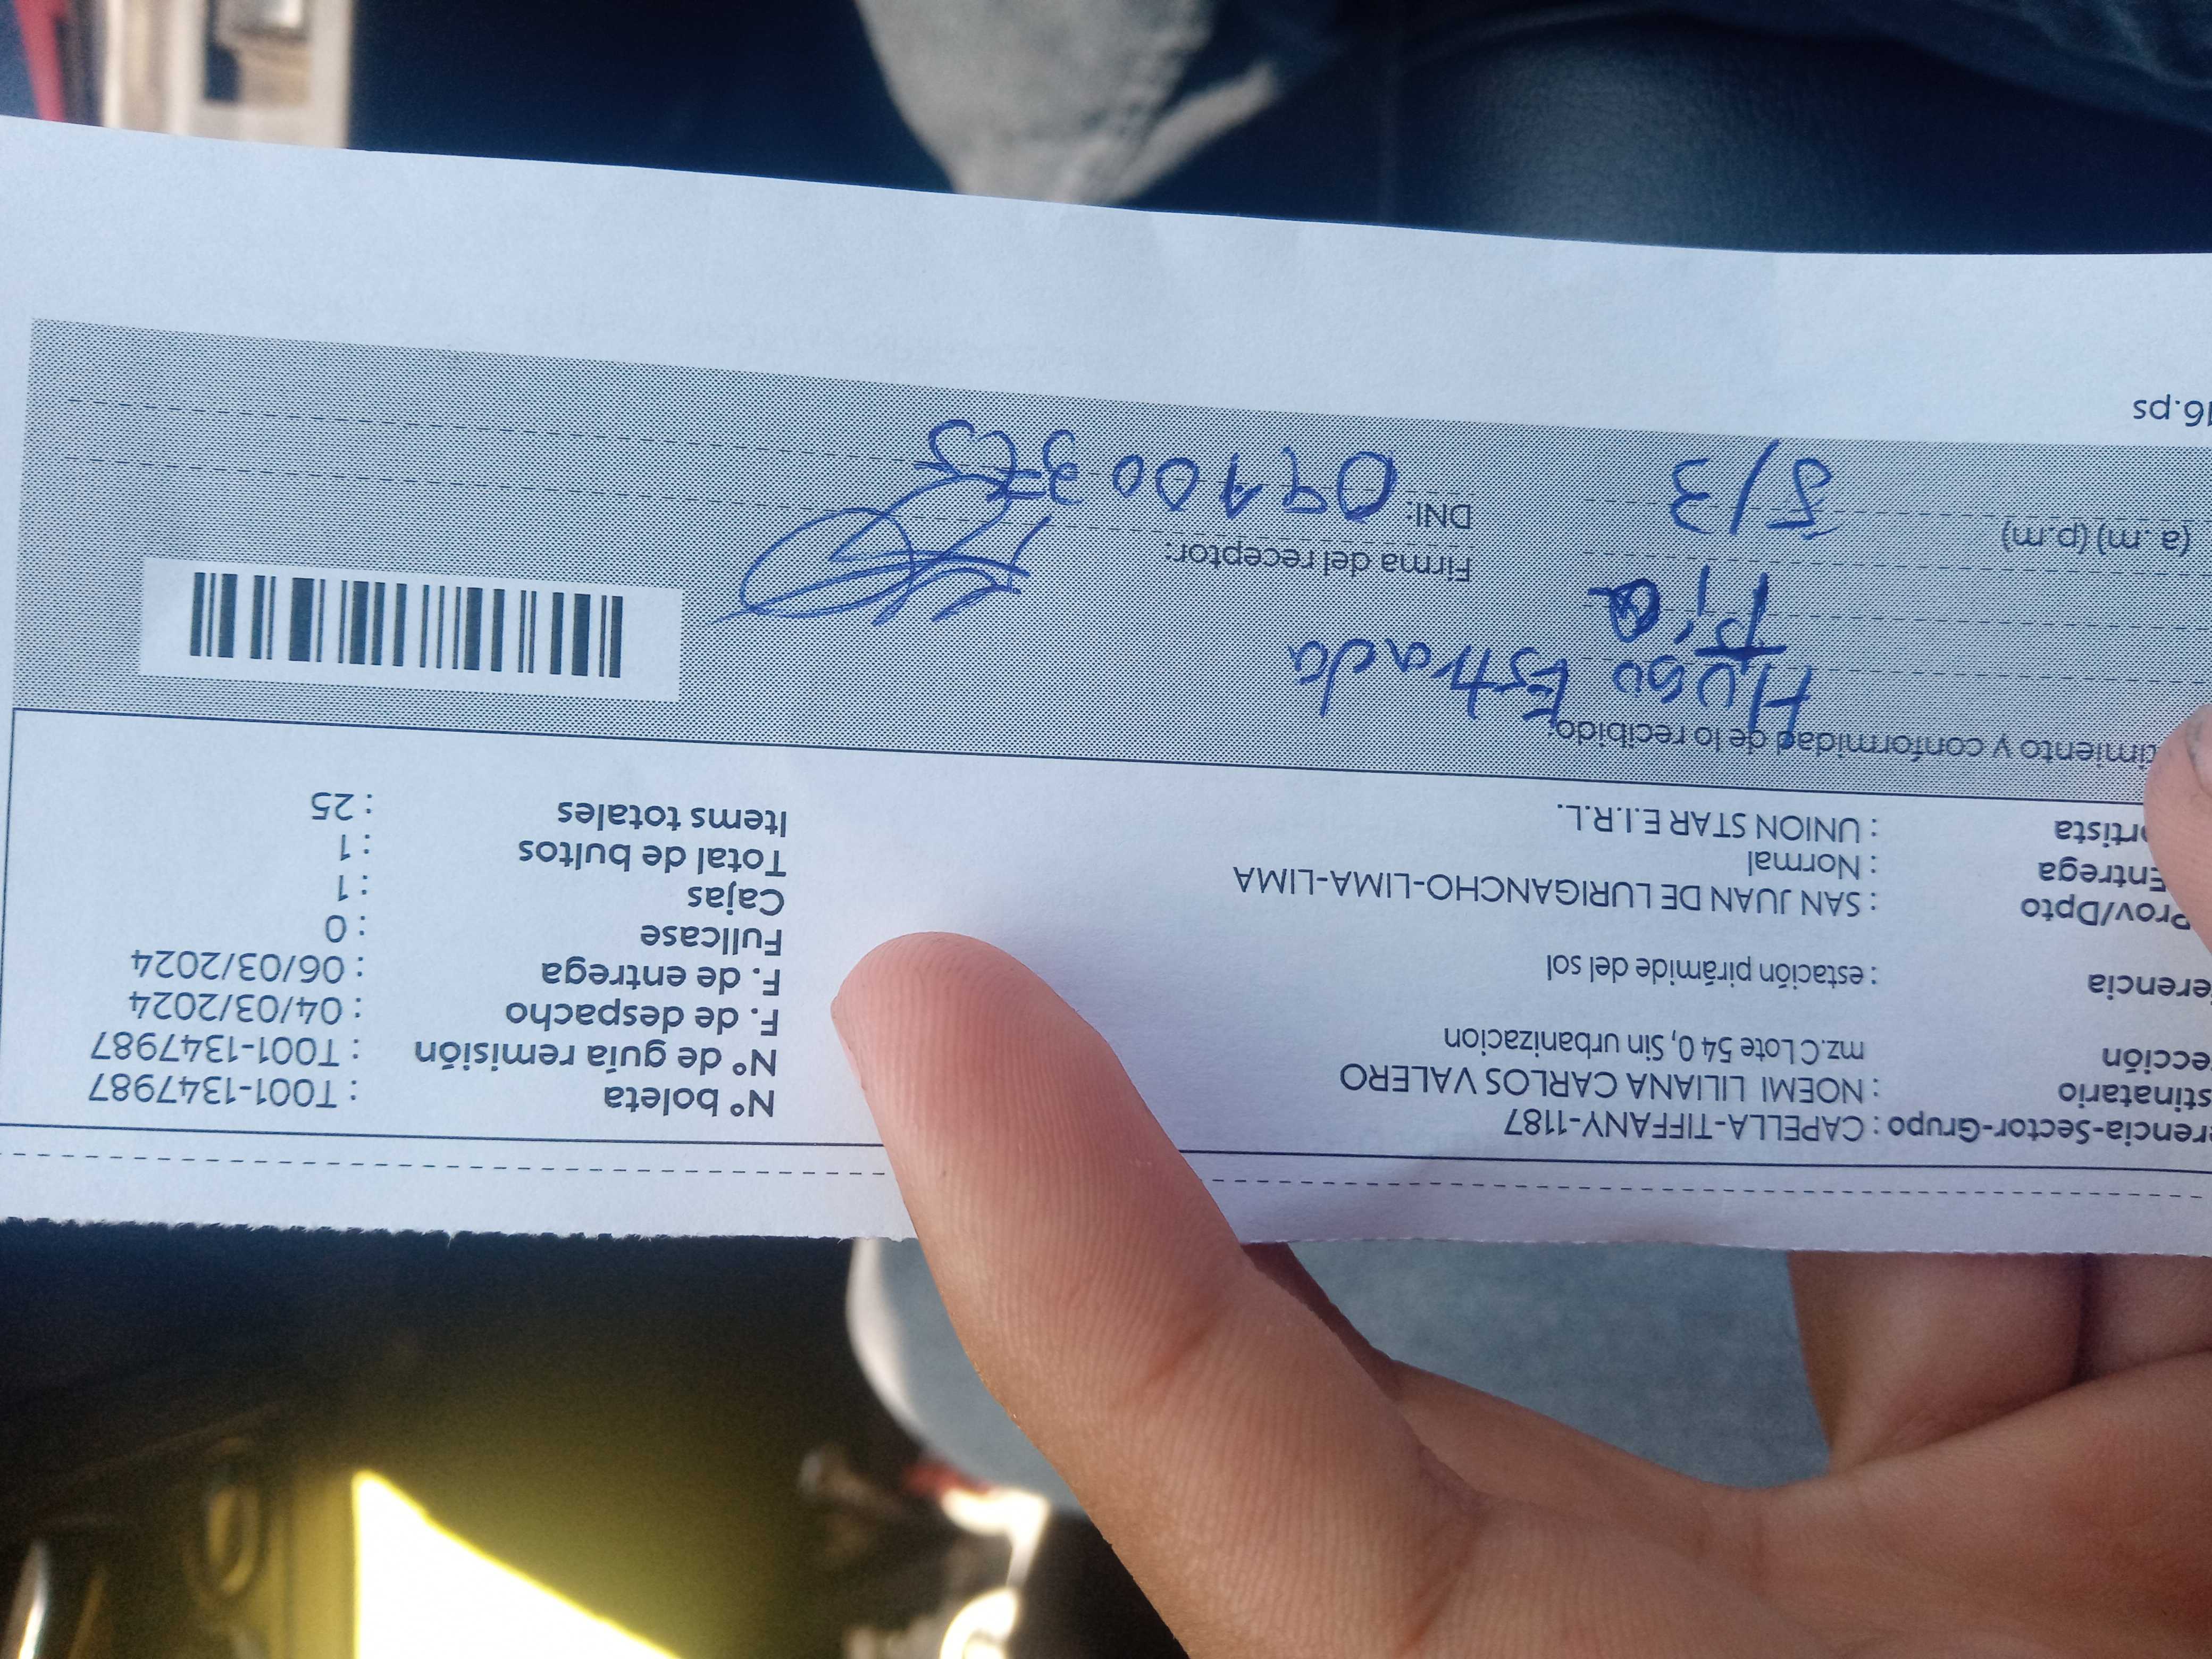 erencia-Sector-Grupo : CAPELLA-TIFFANY-1187
stinatario : NOEMI LILIANA CARLOS VALERO
ección mz.C Lote 54 0, Sin urbanizacion
erencia : estación pirámide del sol
Prov/Dpto : SAN JUAN DE LURIGANCHO-LIMA-LIMA
Entrega : Normal
rtista : UNION STAR E.I.R.L.
N° boleta : T001-1347987
N° de guía remisión : T001-1347987
F. de despacho : 04/03/2024
F. de entrega : 06/03/2024
Fullcase : 0
Cajas : 1
Total de bultos : 1
Items totales : 25
timiento y conformidad de lo recibido:
Hugo Estrada
Firma del receptor:
(a.m) (p.m) 5/3
DNI:
16.ps